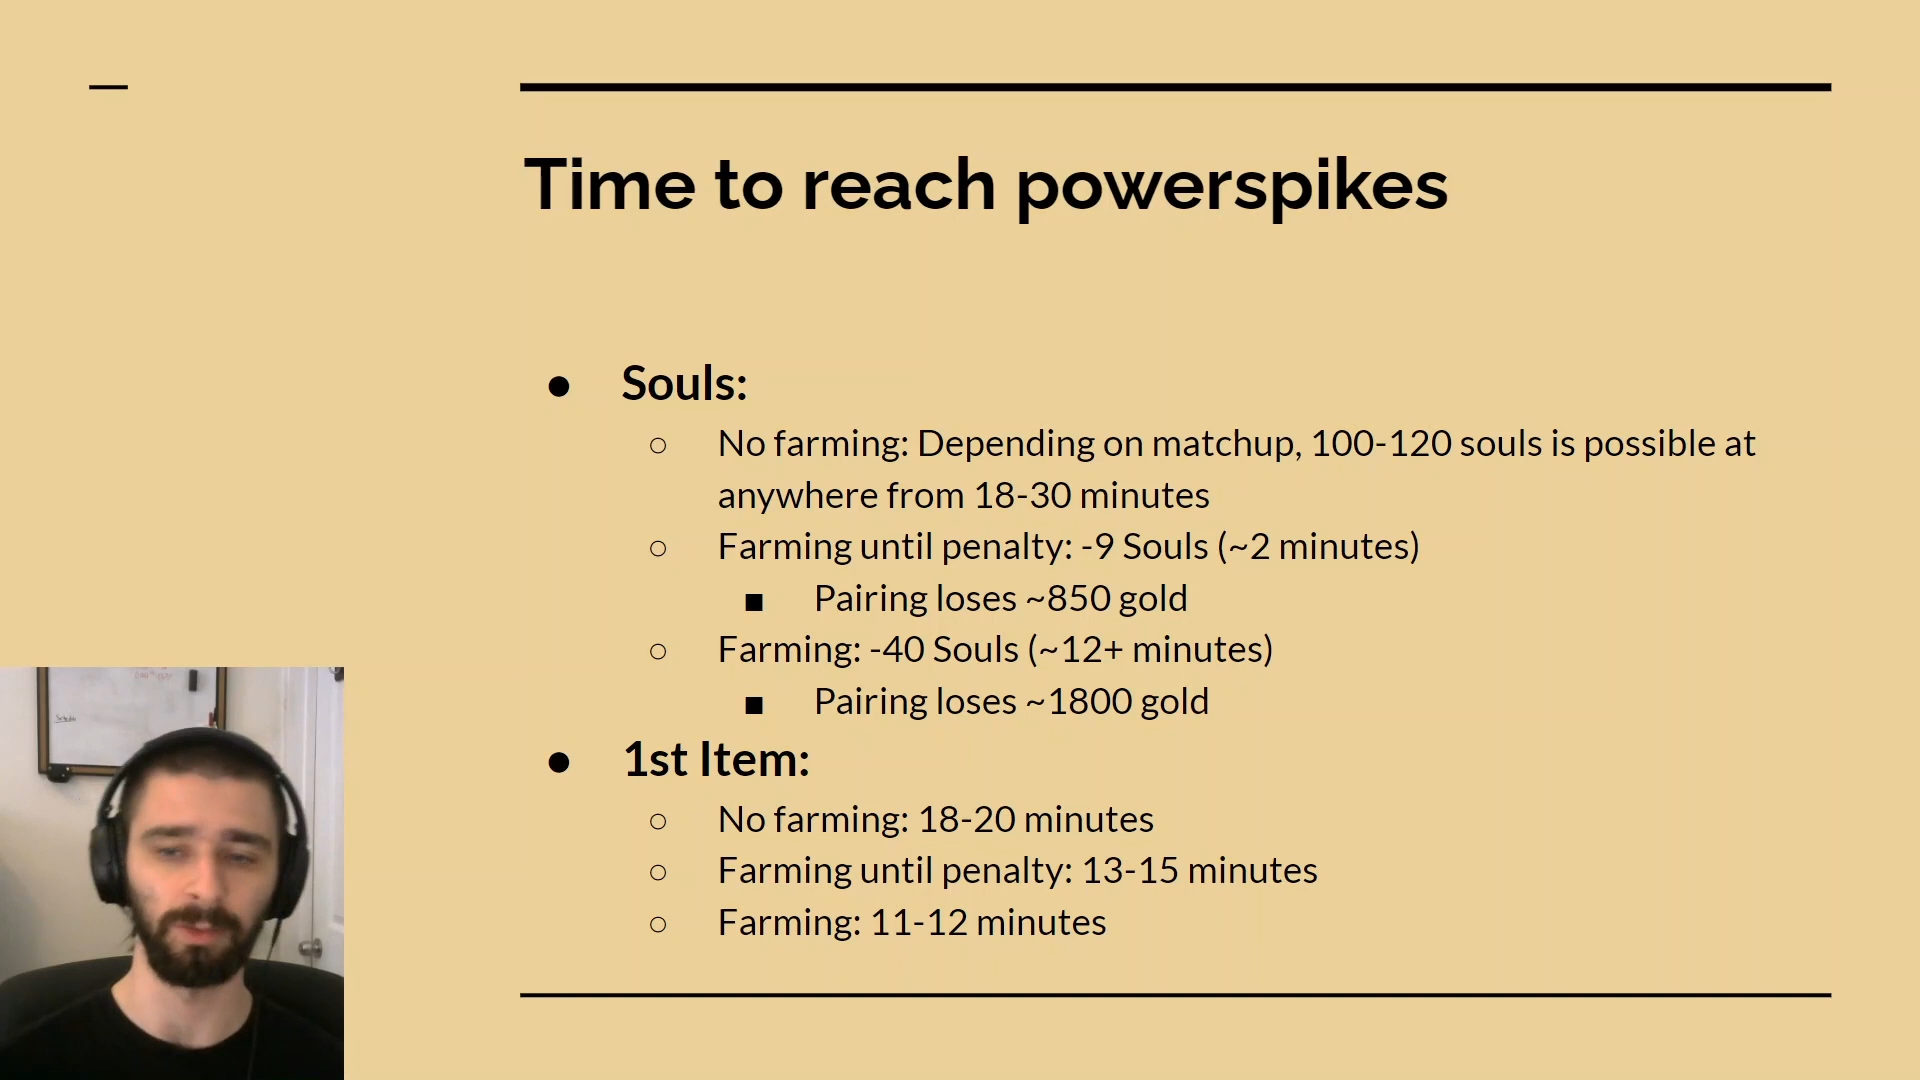 Time to reach powerspikes
● Souls:
○ No farming: Depending on matchup, 100-120 souls is possible at
anywhere from 18-30 minutes
○ Farming until penalty: -9 Souls (~2 minutes)
■ Pairing loses ~850 gold
○ Farming: -40 Souls (~12+ minutes)
■ Pairing loses ~1800 gold
● 1st Item:
○ No farming: 18-20 minutes
○ Farming until penalty: 13-15 minutes
○ Farming: 11-12 minutes